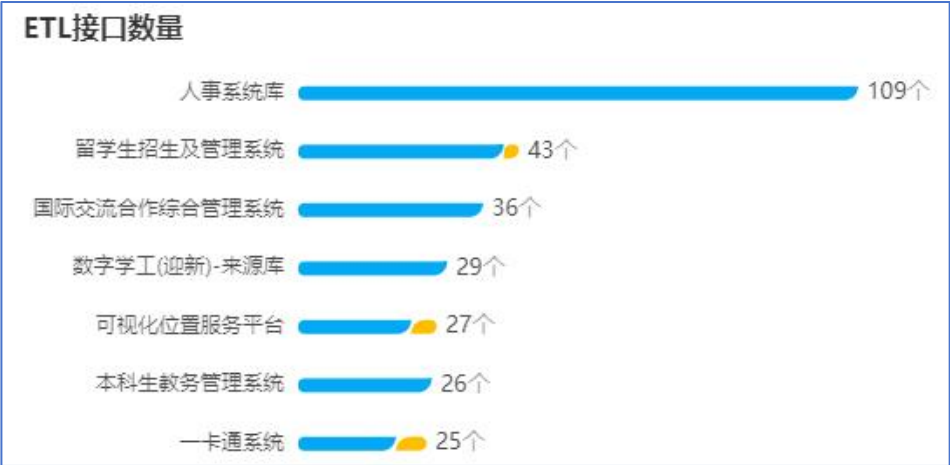 ETL接口数量
人事系统库 109个
留学生招生及管理系统 43个
国际交流合作综合管理系统 36个
数字学工(迎新)-来源库 29个
可视化位置服务平台 27个
本科生教务管理系统 26个
一卡通系统 25个